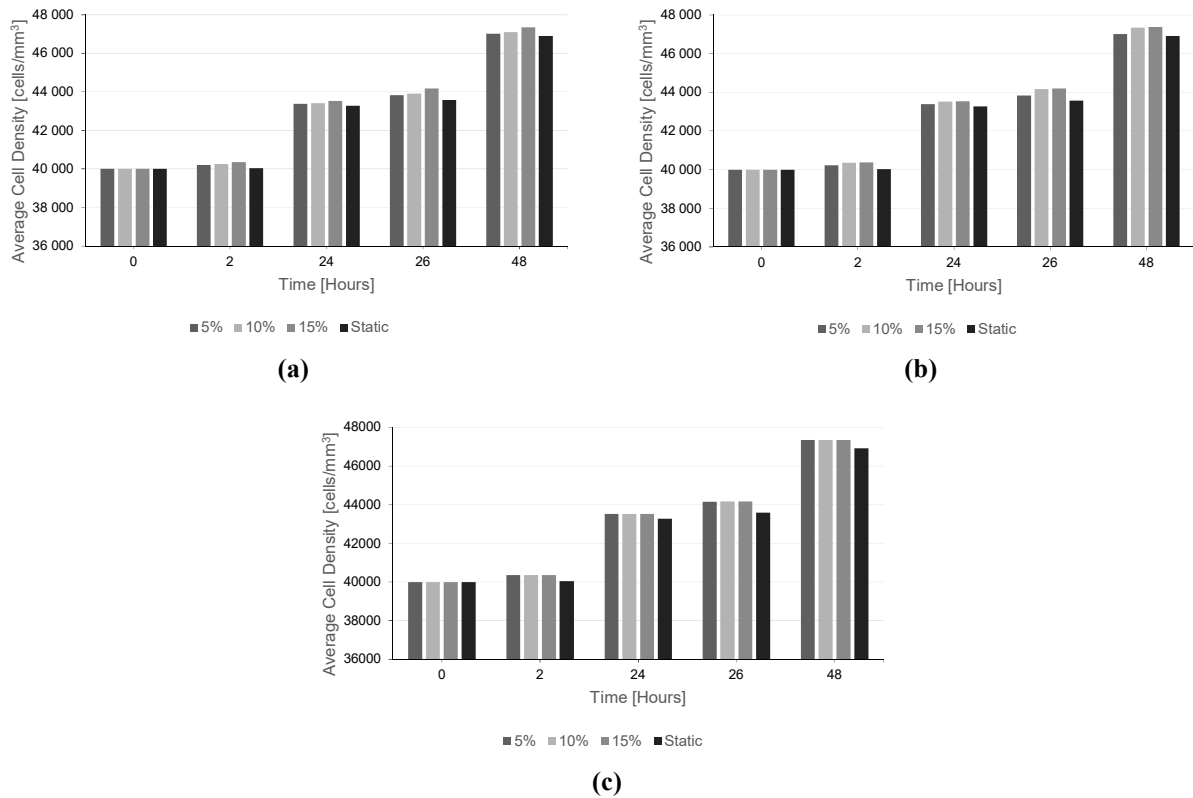 Average Cell Density [cells/mm³]
48 000
46 000
44 000
42 000
40 000
38 000
36 000
0 2 24 26 48
Time [Hours]
5% 10% 15% Static
(a)
Average Cell Density [cells/mm³]
48 000
46 000
44 000
42 000
40 000
38 000
36 000
0 2 24 26 48
Time [Hours]
5% 10% 15% Static
(b)
Average Cell Density [cells/mm³]
48000
46000
44000
42000
40000
38000
36000
0 2 24 26 48
Time [Hours]
5% 10% 15% Static
(c)